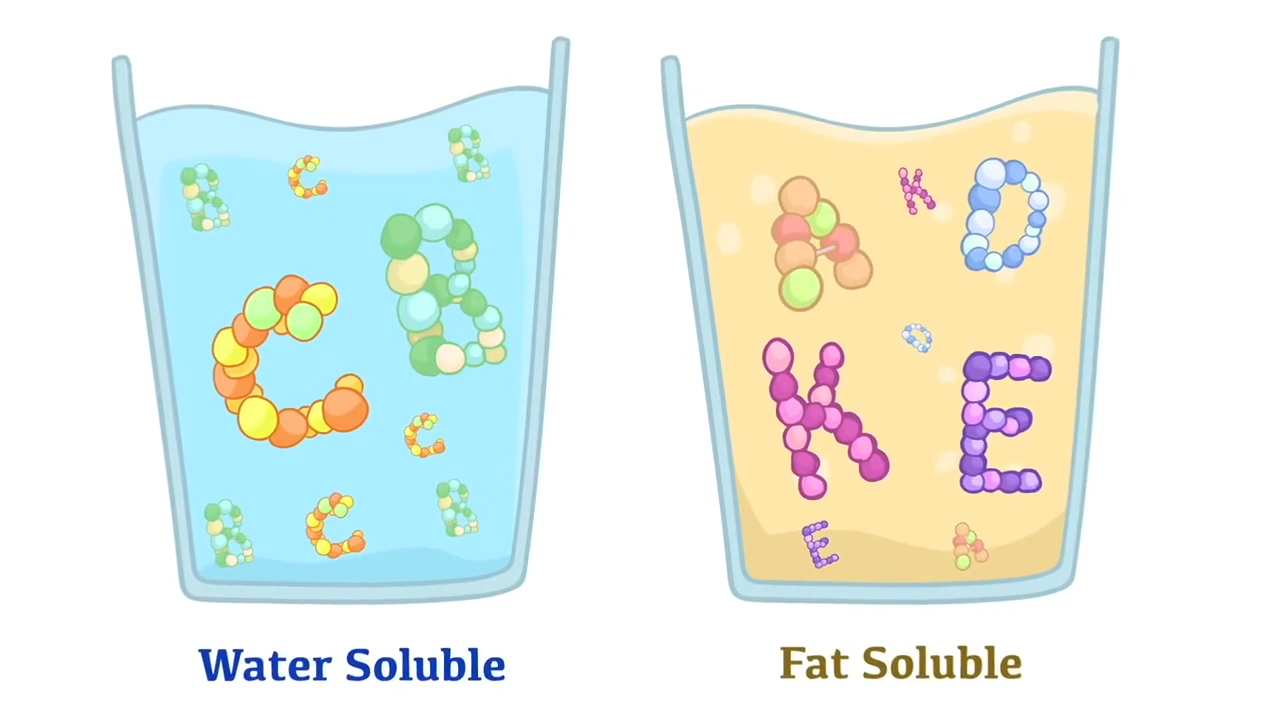 B C B
C B
C
B C B
A K D
D
K E
E A
Water Soluble Fat Soluble